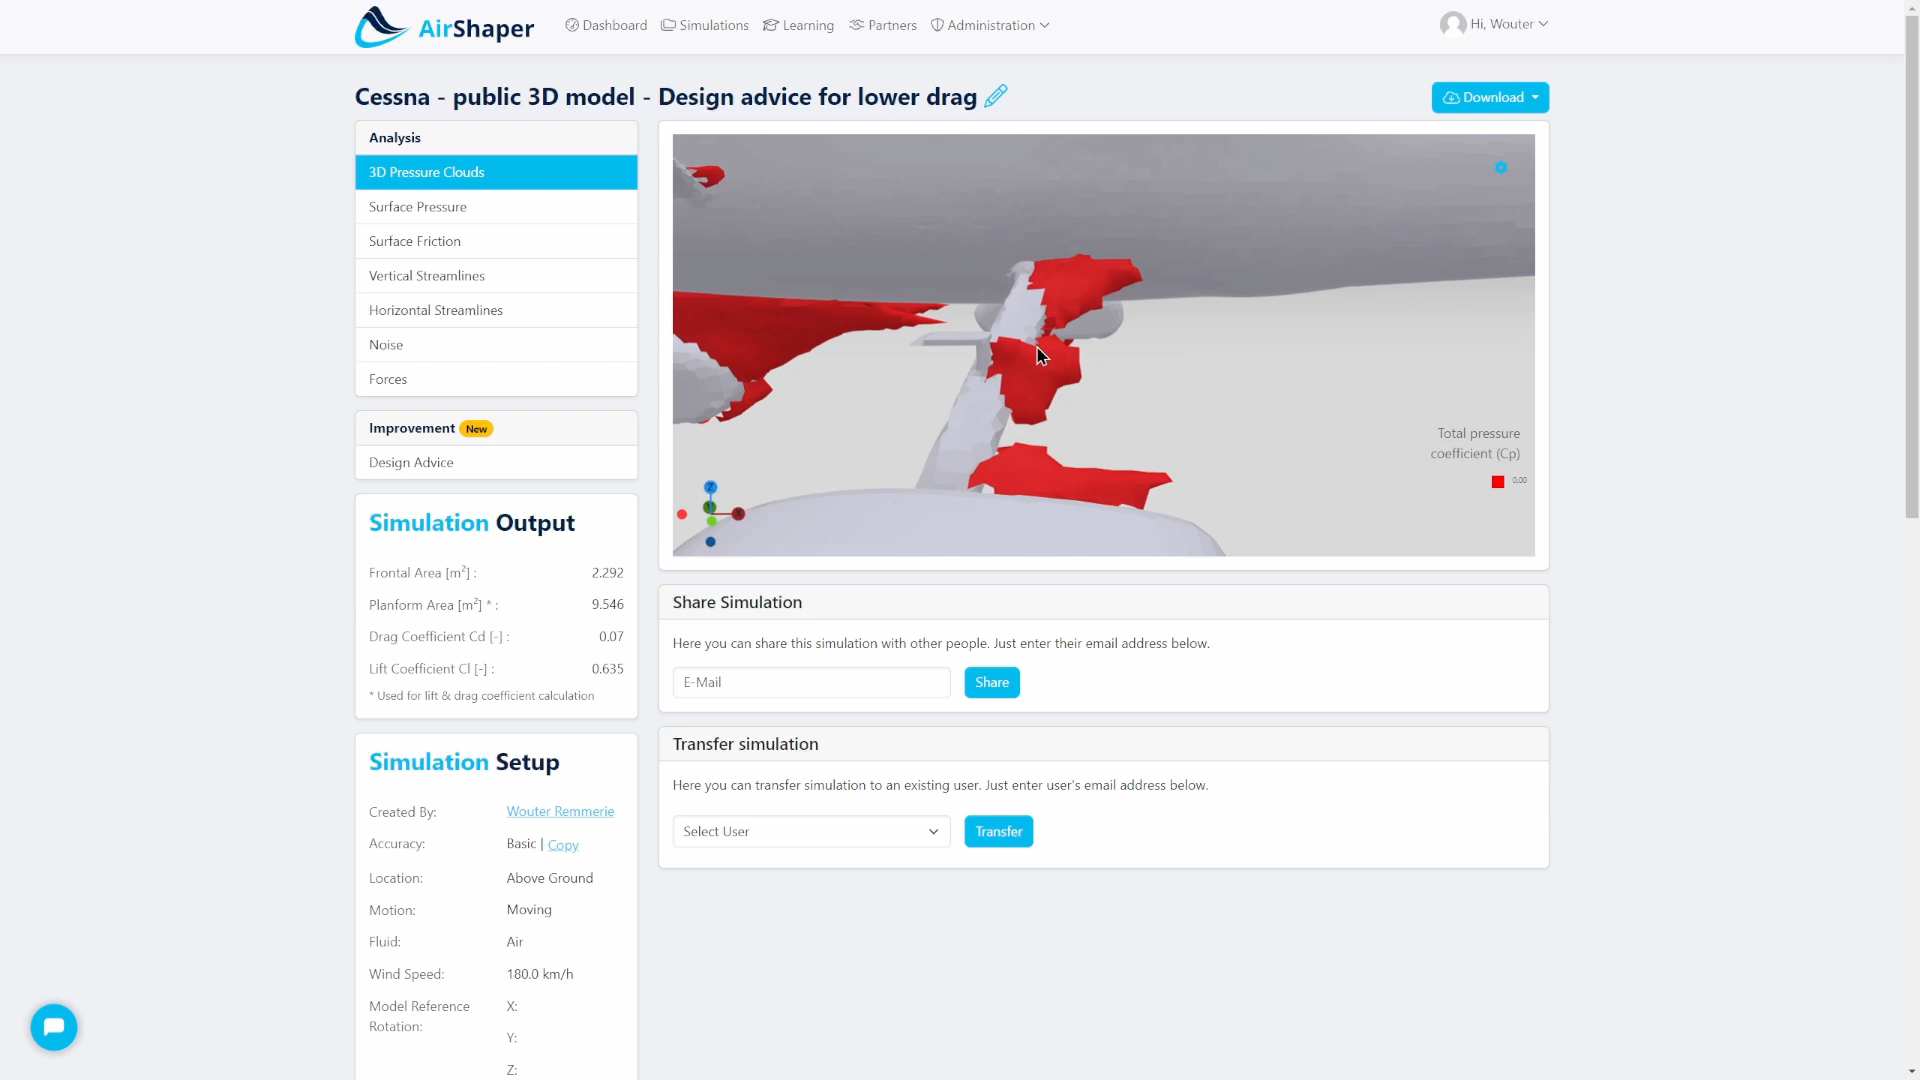 AirShaper
Dashboard
Simulations
Learning
Partners
Administration
Hi, Wouter
Cessna - public 3D model - Design advice for lower drag
Download
Analysis
3D Pressure Clouds
Surface Pressure
Surface Friction
Vertical Streamlines
Horizontal Streamlines
Noise
Forces
Improvement New
Design Advice
Simulation Output
Frontal Area [m²] : 2.292
Planform Area [m²] * : 9.546
Drag Coefficient Cd [-] : 0.07
Lift Coefficient Cl [-] : 0.635
* Used for lift & drag coefficient calculation
Simulation Setup
Created By: Wouter Remmerie
Accuracy: Basic | Copy
Location: Above Ground
Motion: Moving
Fluid: Air
Wind Speed: 180.0 km/h
Model Reference Rotation: X:
Y:
Z:
Z
X
Total pressure
coefficient (Cp)
0.00
Share Simulation
Here you can share this simulation with other people. Just enter their email address below.
E-Mail
Share
Transfer simulation
Here you can transfer simulation to an existing user. Just enter user's email address below.
Select User
Transfer